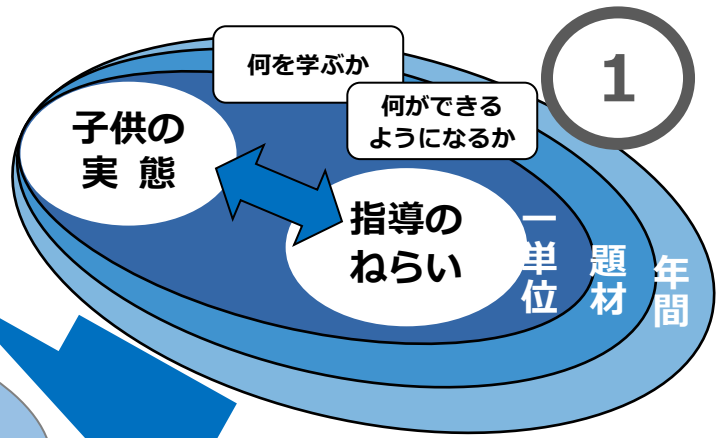 何を学ぶか
1
何ができる
ようになるか
子供の
実 態
指導の
ねらい
一単位
題材
年間